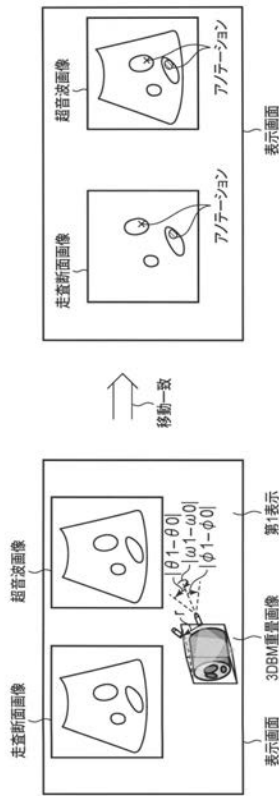 走査断面画像
超音波画像
r
|θ1-θ0|
|ω1-ω0|
|φ1-φ0|
表示画面
3DBM重畳画像
第1表示
移動一致
走査断面画像
超音波画像
アノテーション
アノテーション
表示画面